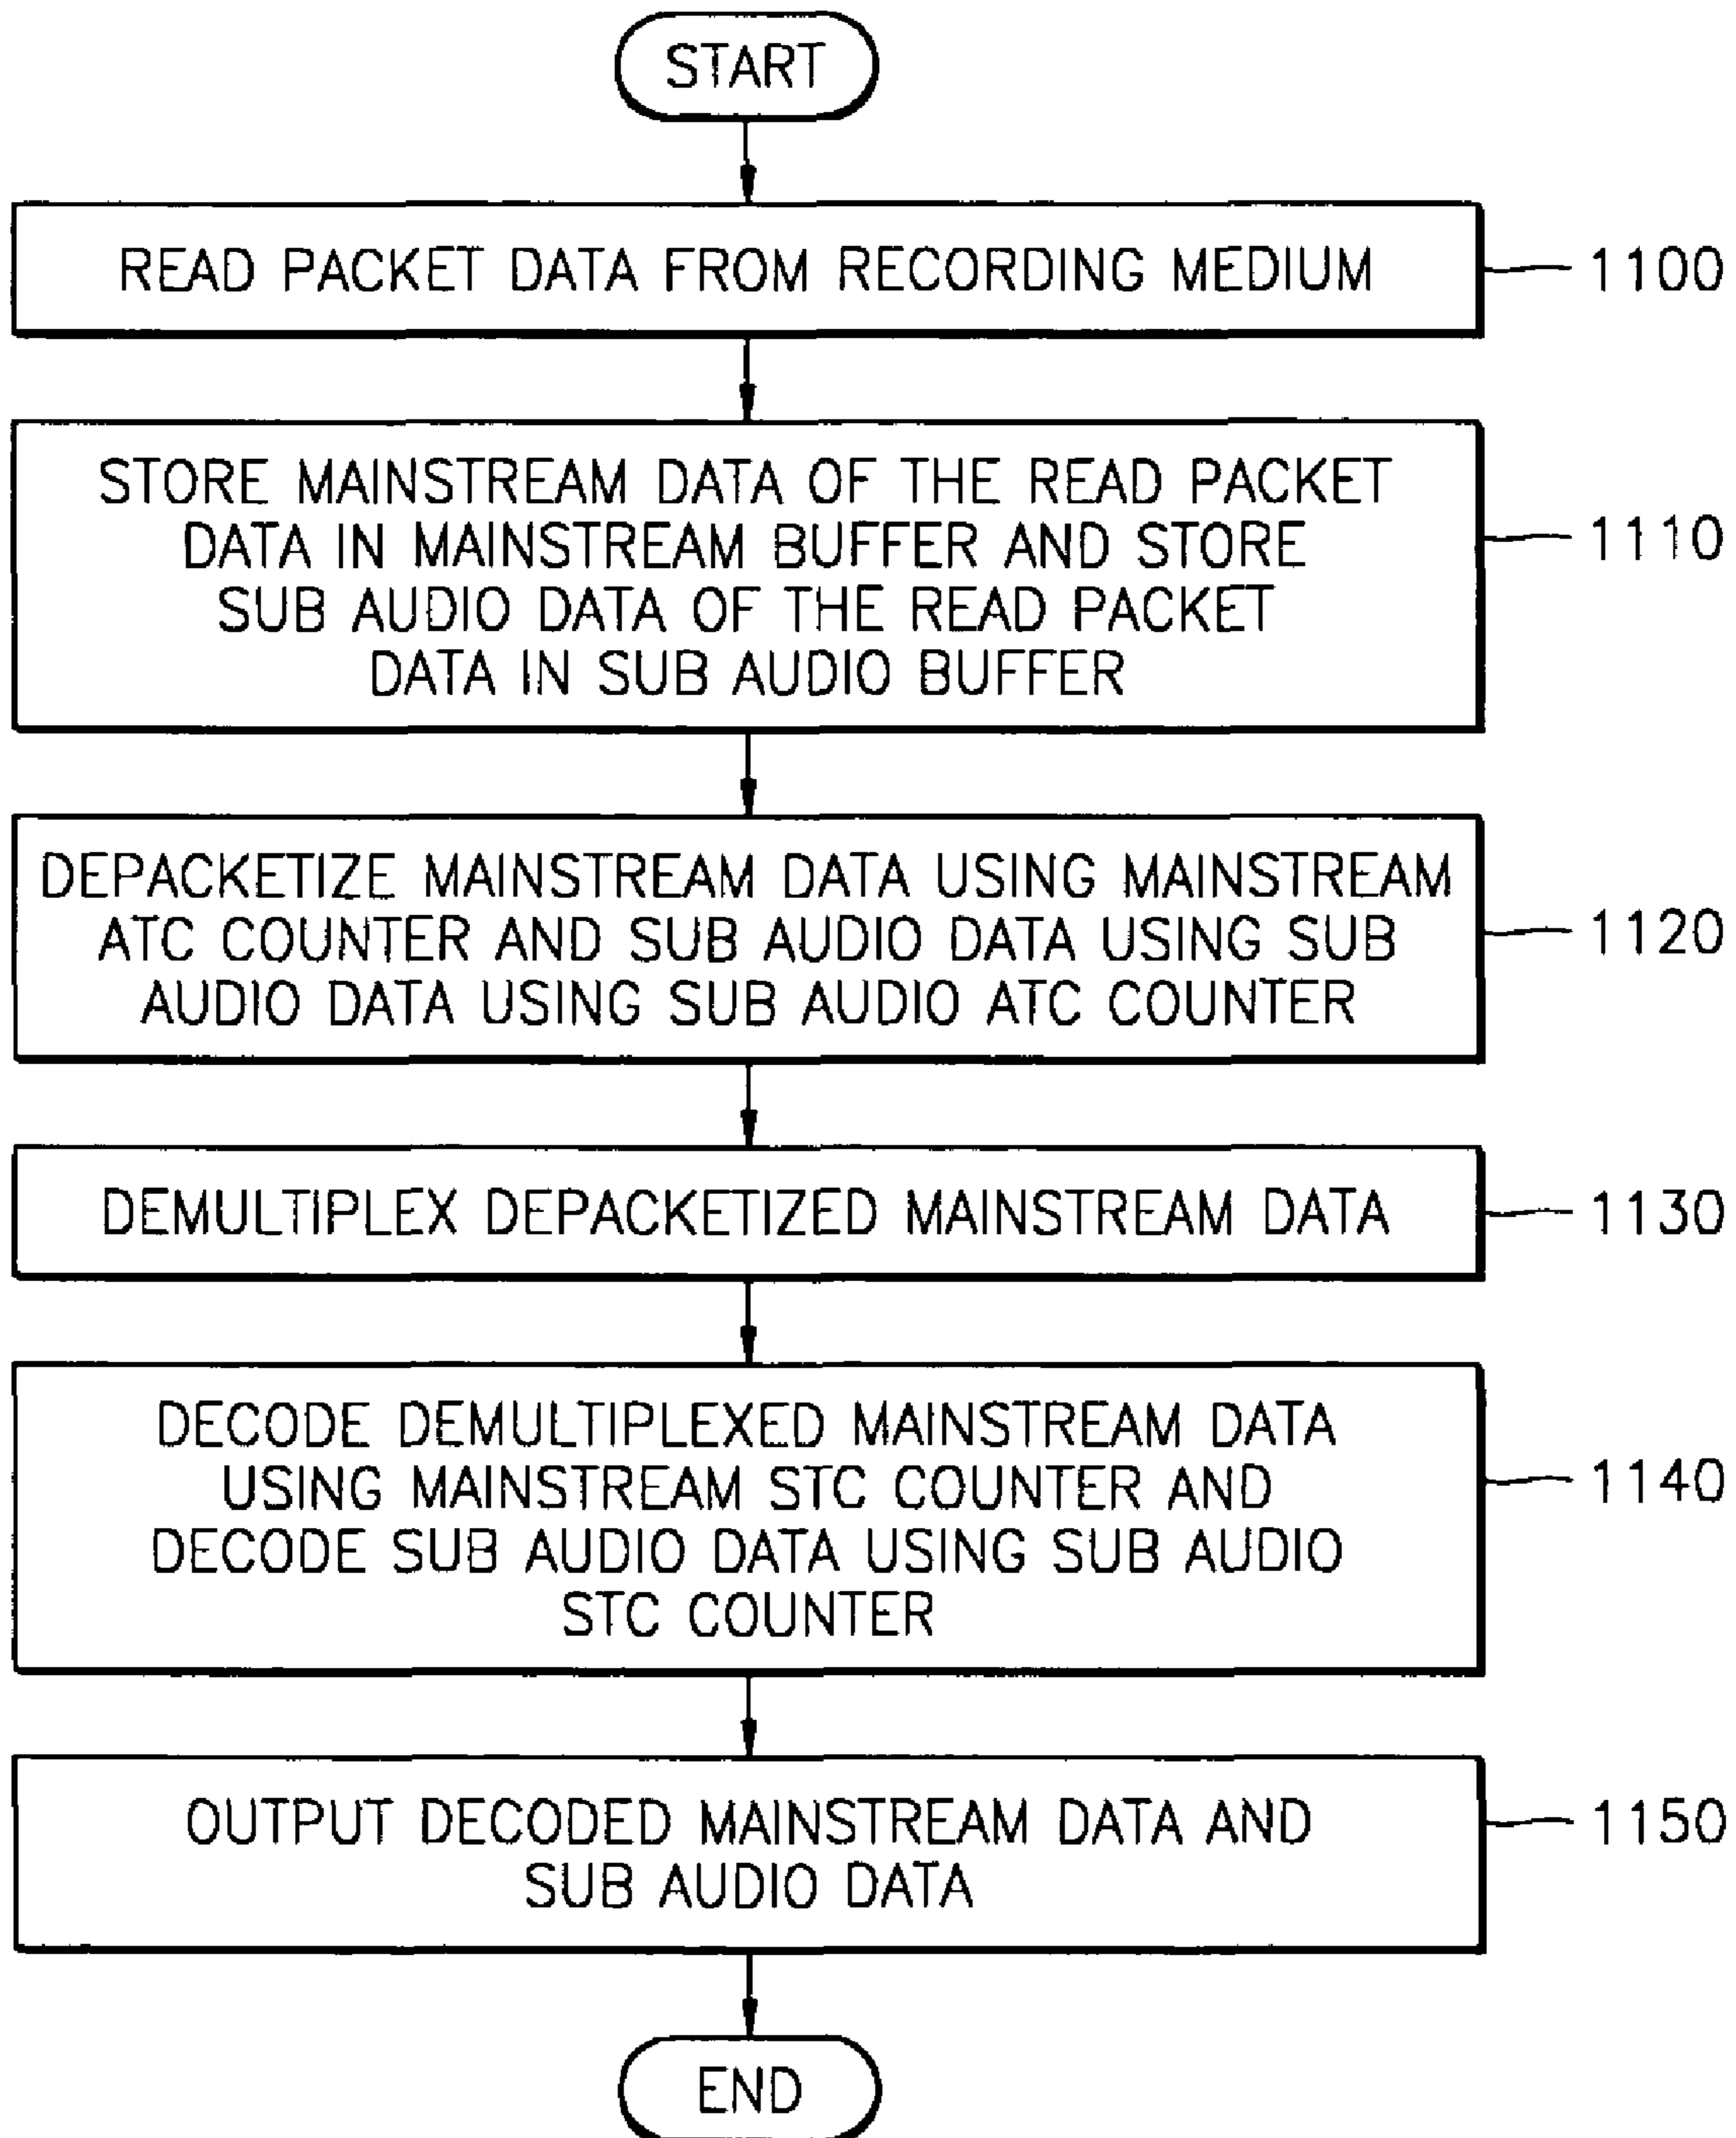 START
READ PACKET DATA FROM RECORDING MEDIUM
1100
STORE MAINSTREAM DATA OF THE READ PACKET
DATA IN MAINSTREAM BUFFER AND STORE
SUB AUDIO DATA OF THE READ PACKET
DATA IN SUB AUDIO BUFFER
1110
DEPACKETIZE MAINSTREAM DATA USING MAINSTREAM
ATC COUNTER AND SUB AUDIO DATA USING SUB
AUDIO DATA USING SUB AUDIO ATC COUNTER
1120
DEMULTIPLEX DEPACKETIZED MAINSTREAM DATA
1130
DECODE DEMULTIPLEXED MAINSTREAM DATA
USING MAINSTREAM STC COUNTER AND
DECODE SUB AUDIO DATA USING SUB AUDIO
STC COUNTER
1140
OUTPUT DECODED MAINSTREAM DATA AND
SUB AUDIO DATA
1150
END